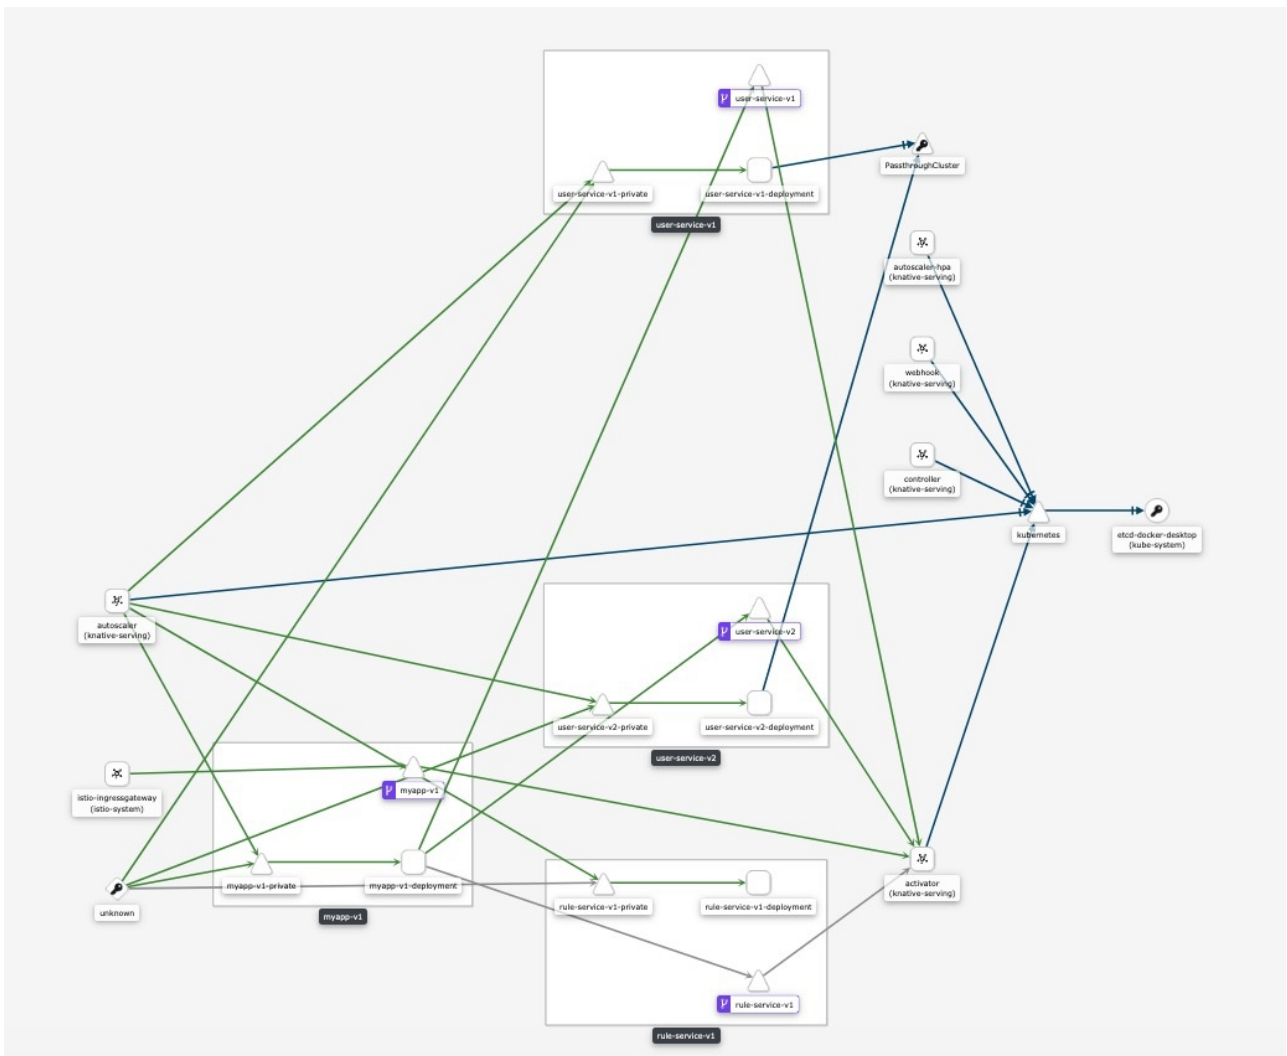 user-service-v1
PassthroughCluster
user-service-v1-private
user-service-v1-deployment
user-service-v1
autoscaler-hpa
(knative-serving)
webhook
(knative-serving)
controller
(knative-serving)
kubernetes
etcd-docker-desktop
(kube-system)
autoscaler
(knative-serving)
user-service-v2
user-service-v2-private
user-service-v2-deployment
user-service-v2
istio-ingressgateway
(istio-system)
myapp-v1
myapp-v1-private
myapp-v1-deployment
activator
(knative-serving)
unknown
myapp-v1
rule-service-v1-private
rule-service-v1-deployment
rule-service-v1
rule-service-v1